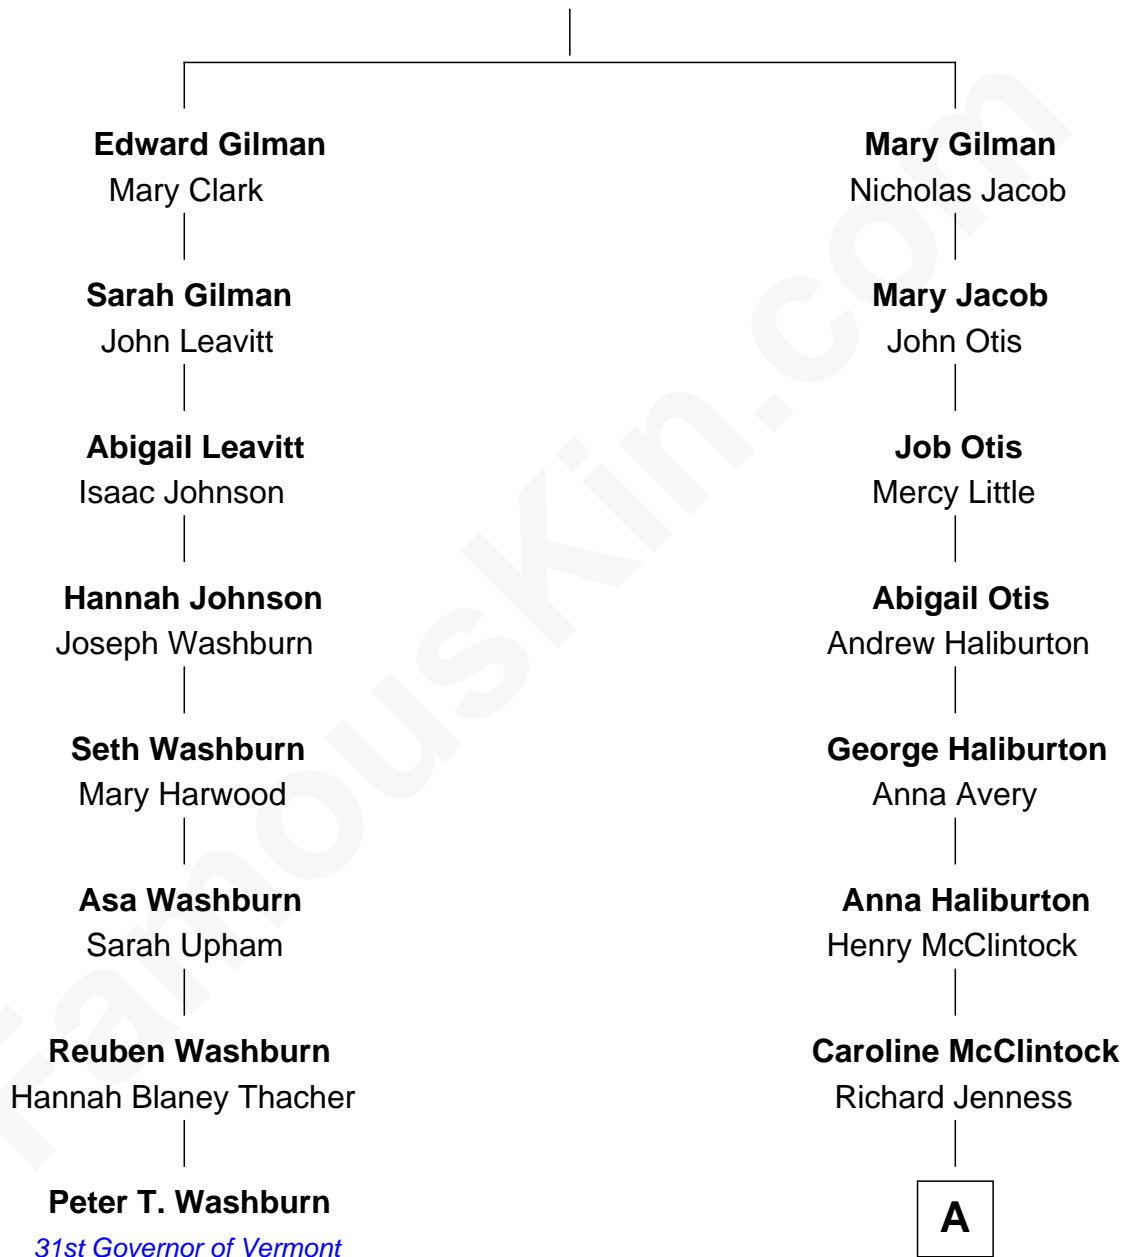 Edward Gilman
Mary Clark
Sarah Gilman
John Leavitt
Abigail Leavitt
Isaac Johnson
Hannah Johnson
Joseph Washburn
Seth Washburn
Mary Harwood
Asa Washburn
Sarah Upham
Reuben Washburn
Hannah Blaney Thacher
Peter T. Washburn
31st Governor of Vermont
Mary Gilman
Nicholas Jacob
Mary Jacob
John Otis
Job Otis
Mercy Little
Abigail Otis
Andrew Haliburton
George Haliburton
Anna Avery
Anna Haliburton
Henry McClintock
Caroline McClintock
Richard Jenness
A
FamousKin.com